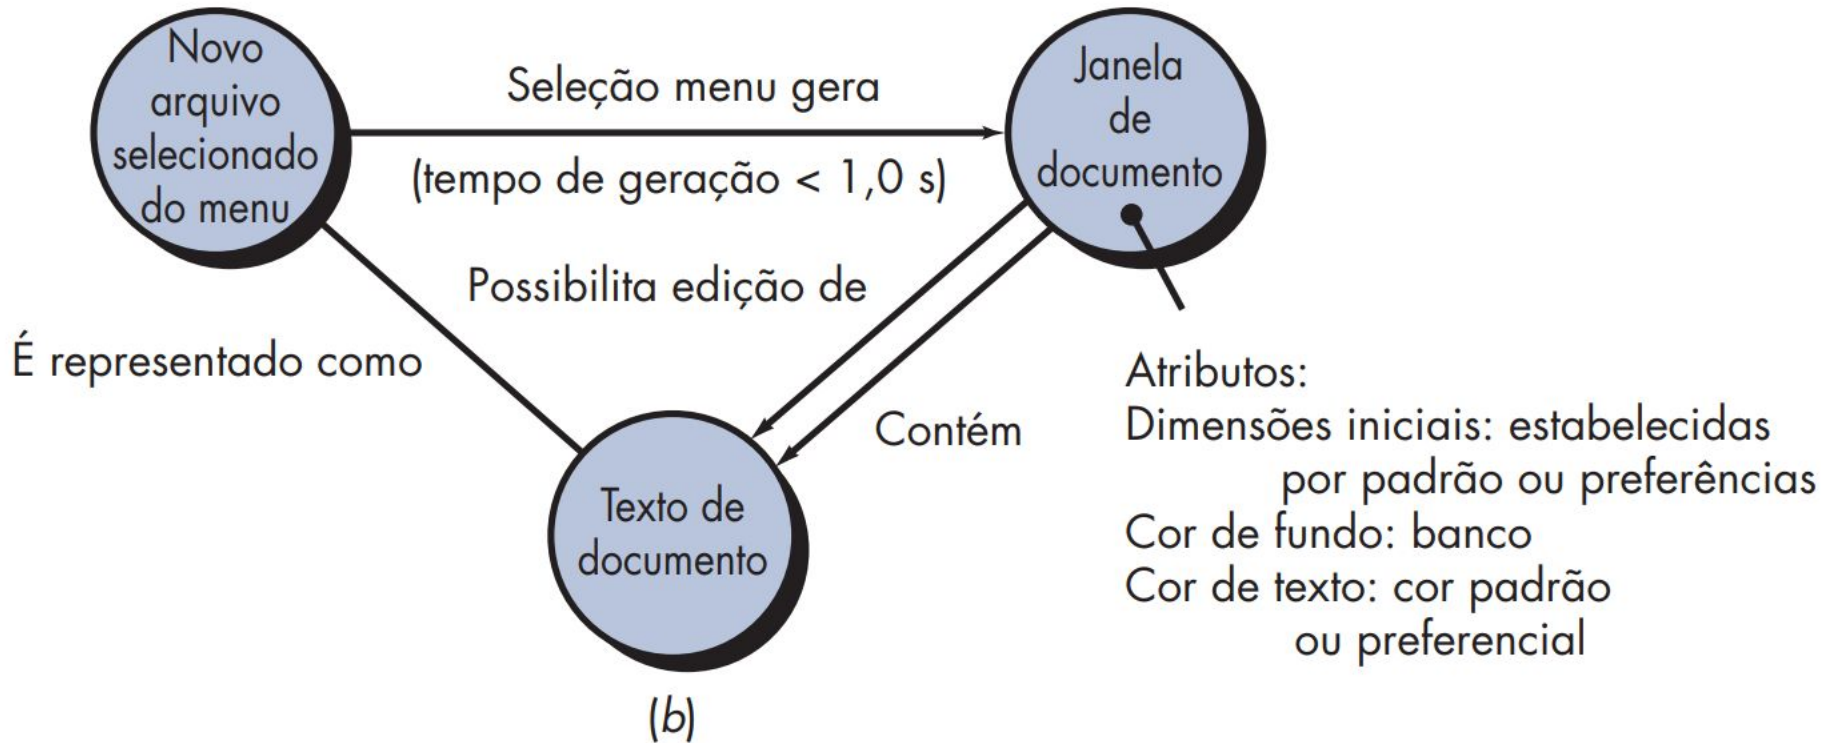 Novo
arquivo
selecionado
do menu
Seleção menu gera
(tempo de geração < 1,0 s)
Janela
de
documento
Possibilita edição de
É representado como
Contém
Texto de
documento
Atributos:
Dimensões iniciais: estabelecidas
por padrão ou preferências
Cor de fundo: banco
Cor de texto: cor padrão
ou preferencial
(b)